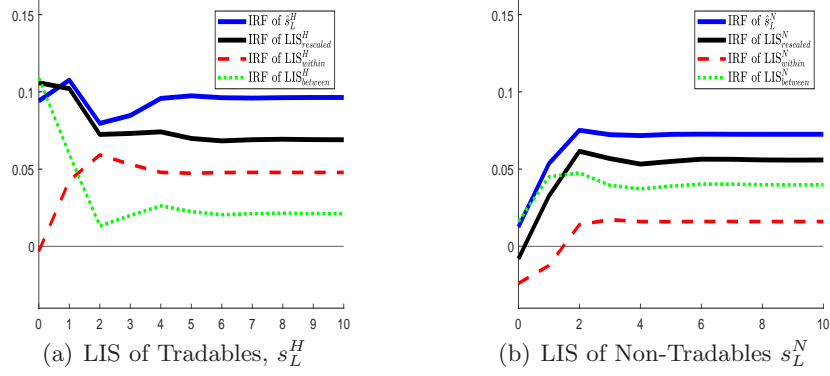 0.15
0.1
0.05
0
0 1 2 3 4 5 6 7 8 9 10
IRF of ŝ_L^H
IRF of LIS^H_rescaled
IRF of LIS^H_within
IRF of LIS^H_between
(a) LIS of Tradables, s_L^H
0.15
0.1
0.05
0
0 2 4 6 8 10
IRF of ŝ_L^N
IRF of LIS^N_rescaled
IRF of LIS^N_within
IRF of LIS^N_between
(b) LIS of Non-Tradables s_L^N